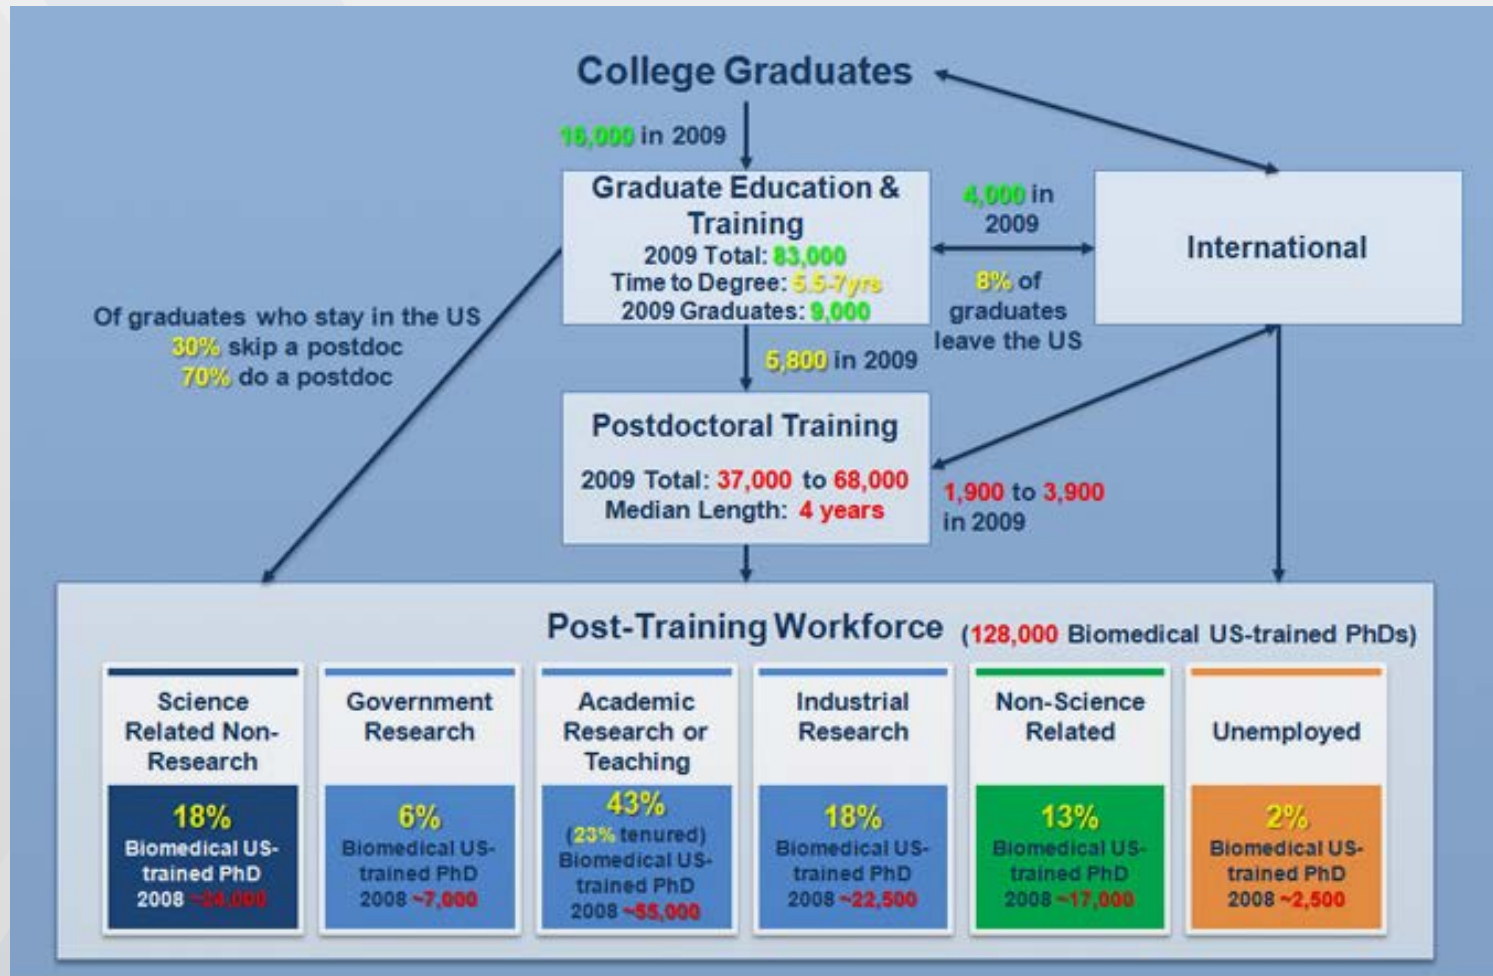 College Graduates
16,000 in 2009
Graduate Education &
Training
2009 Total: 83,000
Time to Degree: 5.5-7yrs
2009 Graduates: 9,000
4,000 in
2009
8% of
graduates
leave the US
International
Of graduates who stay in the US
30% skip a postdoc
70% do a postdoc
5,800 in 2009
Postdoctoral Training
2009 Total: 37,000 to 68,000
Median Length: 4 years
1,900 to 3,900
in 2009
Post-Training Workforce (128,000 Biomedical US-trained PhDs)
Science
Related Non-
Research
18%
Biomedical US-
trained PhD
2008 ~24,000
Government
Research
6%
Biomedical US-
trained PhD
2008 ~7,000
Academic
Research or
Teaching
43%
(23% tenured)
Biomedical US-
trained PhD
2008 ~55,000
Industrial
Research
18%
Biomedical US-
trained PhD
2008 ~22,500
Non-Science
Related
13%
Biomedical US-
trained PhD
2008 ~17,000
Unemployed
2%
Biomedical US-
trained PhD
2008 ~2,500